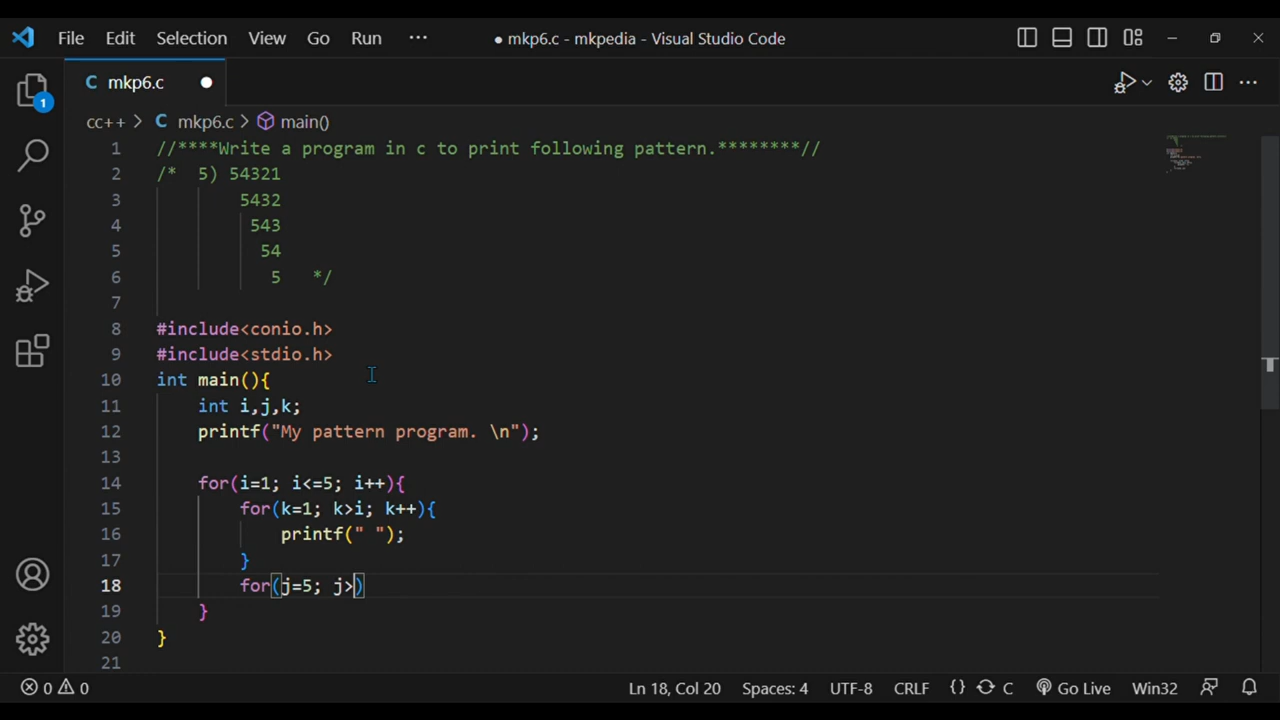 File Edit Selection View Go Run ··· ● mkp6.c - mkpedia - Visual Studio Code
1 C mkp6.c ●
cc++ > C mkp6.c > main()
1 //****Write a program in c to print following pattern.********//
2 /*  5) 54321
3         5432
4          543
5           54
6            5   */
7
8 #include<conio.h>
9 #include<stdio.h>
10 int main(){
11     int i,j,k;
12     printf("My pattern program. \n");
13
14     for(i=1; i<=5; i++){
15         for(k=1; k>i; k++){
16             printf(" ");
17         }
18         for(j=5; j>)
19     }
20 }
21
0 0 Ln 18, Col 20 Spaces: 4 UTF-8 CRLF {} C Go Live Win32